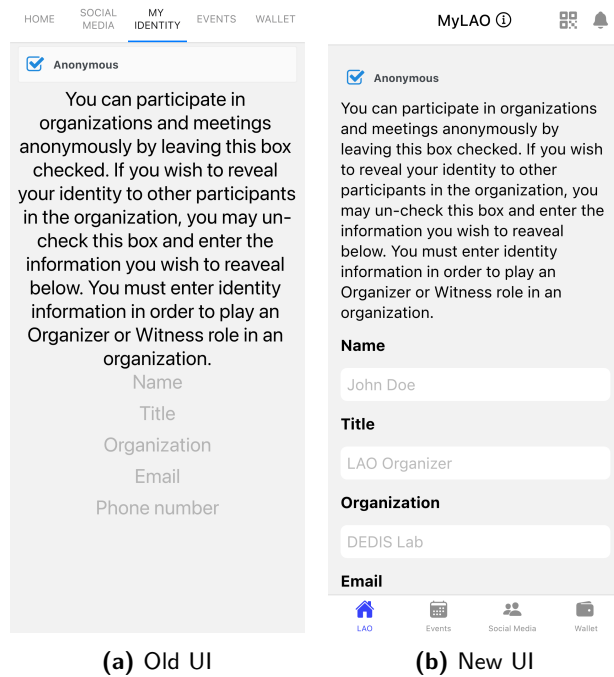 HOME
SOCIAL
MEDIA
MY
IDENTITY
EVENTS
WALLET
Anonymous
You can participate in
organizations and meetings
anonymously by leaving this box
checked. If you wish to reveal
your identity to other participants
in the organization, you may un-
check this box and enter the
information you wish to reaveal
below. You must enter identity
information in order to play an
Organizer or Witness role in an
organization.
Name
Title
Organization
Email
Phone number
(a) Old UI
MyLAO
Anonymous
You can participate in organizations
and meetings anonymously by
leaving this box checked. If you wish
to reveal your identity to other
participants in the organization, you
may un-check this box and enter the
information you wish to reaveal
below. You must enter identity
information in order to play an
Organizer or Witness role in an
organization.
Name
John Doe
Title
LAO Organizer
Organization
DEDIS Lab
Email
LAO
Events
Social Media
Wallet
(b) New UI